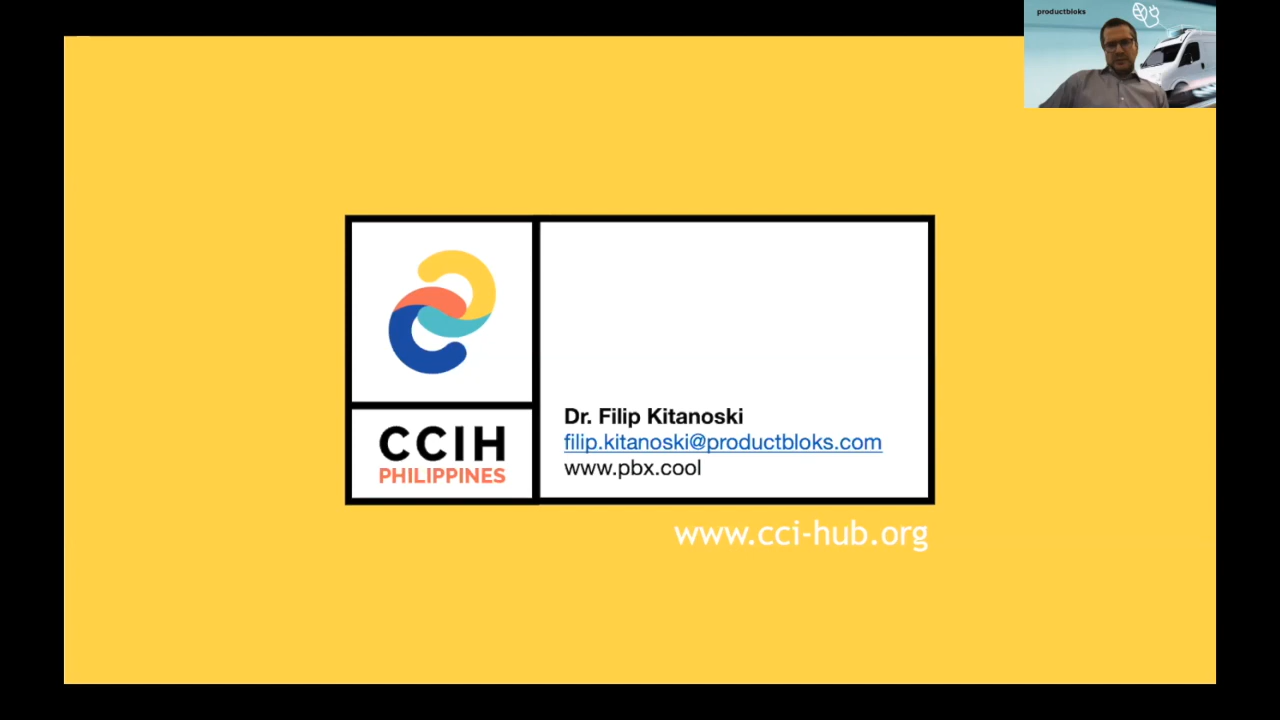 productbloks
CCIH
PHILIPPINES
Dr. Filip Kitanoski
filip.kitanoski@productbloks.com
www.pbx.cool
www.cci-hub.org